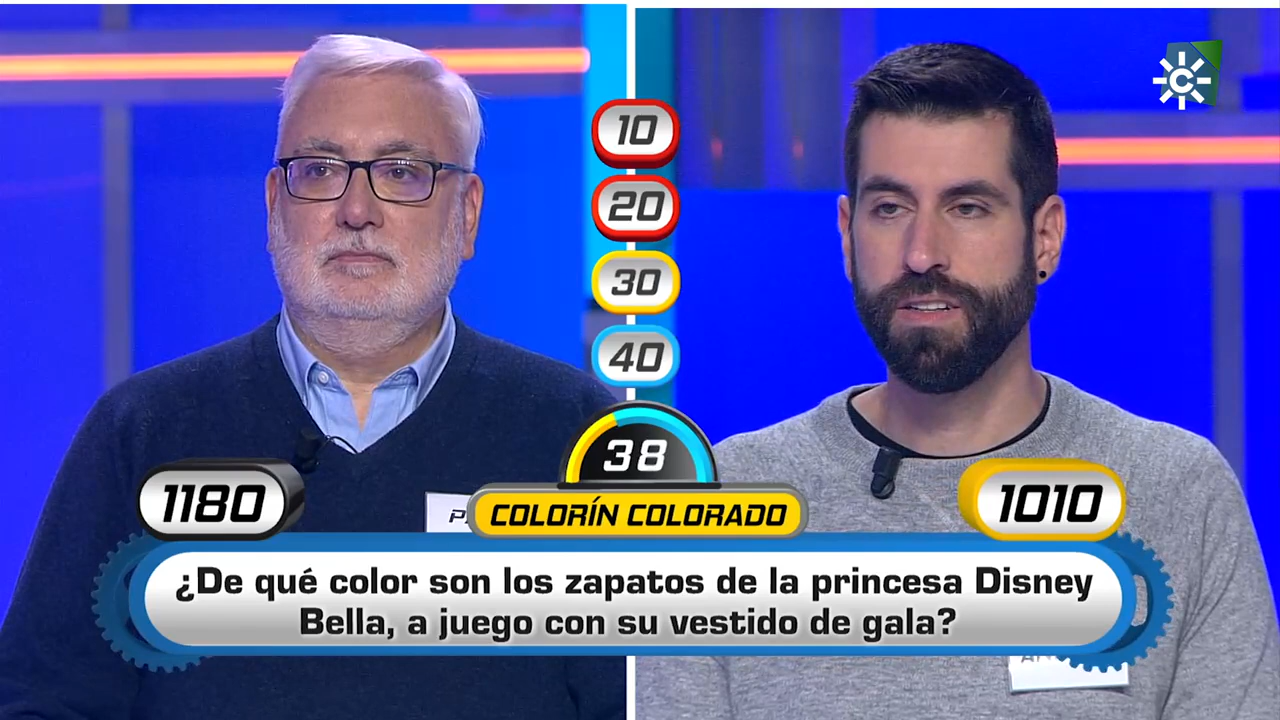 10
20
30
40
38
1180
1010
COLORÍN COLORADO
¿De qué color son los zapatos de la princesa Disney
Bella, a juego con su vestido de gala?